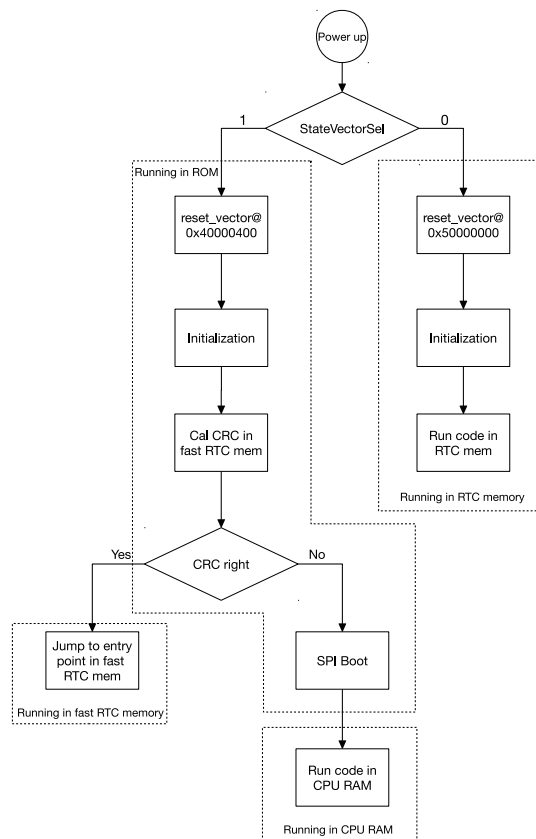 Power up
StateVectorSel
1
0
Running in ROM
reset_vector@
0x40000400
reset_vector@
0x50000000
Initialization
Initialization
Cal CRC in
fast RTC mem
Run code in
RTC mem
Running in RTC memory
Yes
CRC right
No
Jump to entry
point in fast
RTC mem
SPI Boot
Running in fast RTC memory
Run code in
CPU RAM
Running in CPU RAM